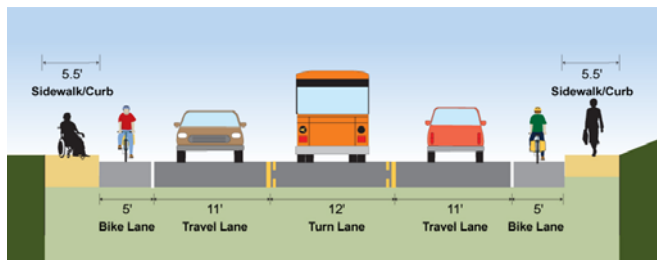 5.5'
Sidewalk/Curb
5.5'
Sidewalk/Curb
5'
Bike Lane
11'
Travel Lane
12'
Turn Lane
11'
Travel Lane
5'
Bike Lane